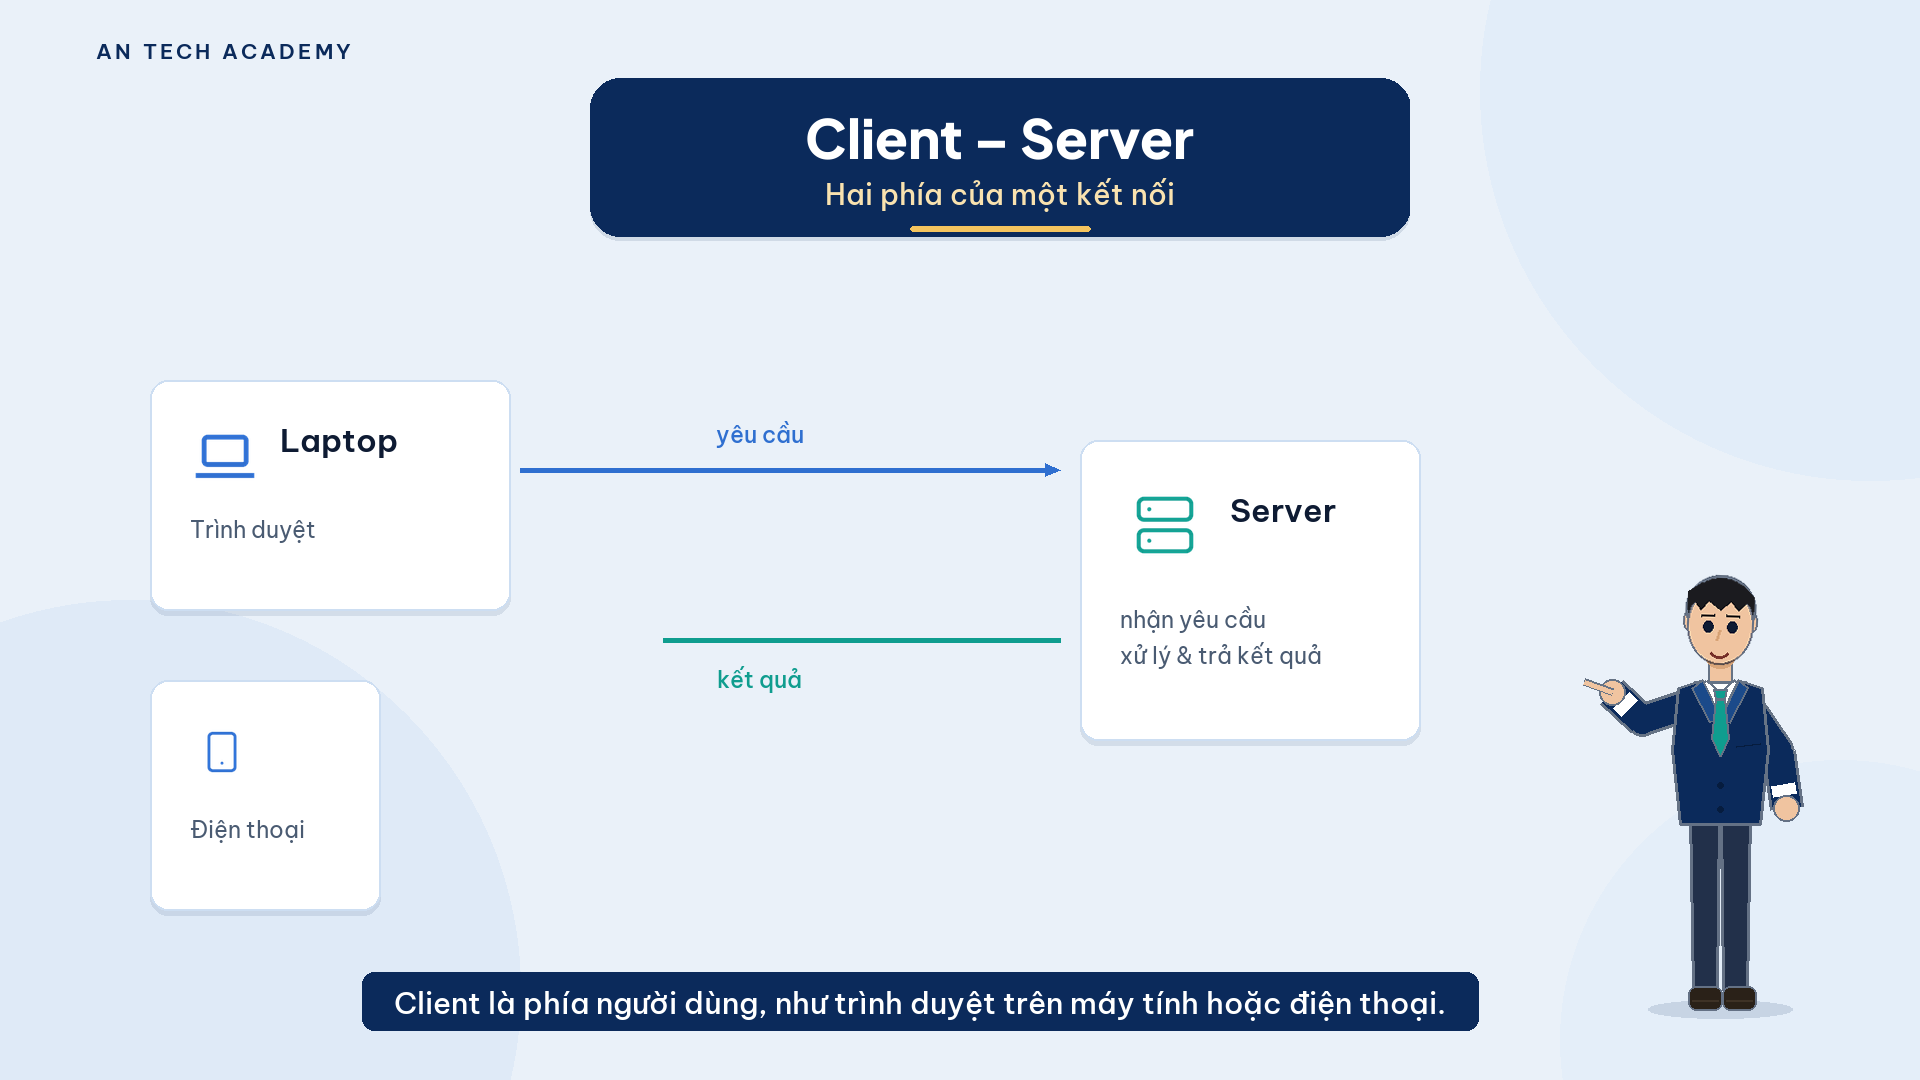 AN TECH ACADEMY
Client – Server
Hai phía của một kết nối
Laptop
Trình duyệt
yêu cầu
Server
nhận yêu cầu
xử lý & trả kết quả
kết quả
Điện thoại
Client là phía người dùng, như trình duyệt trên máy tính hoặc điện thoại.